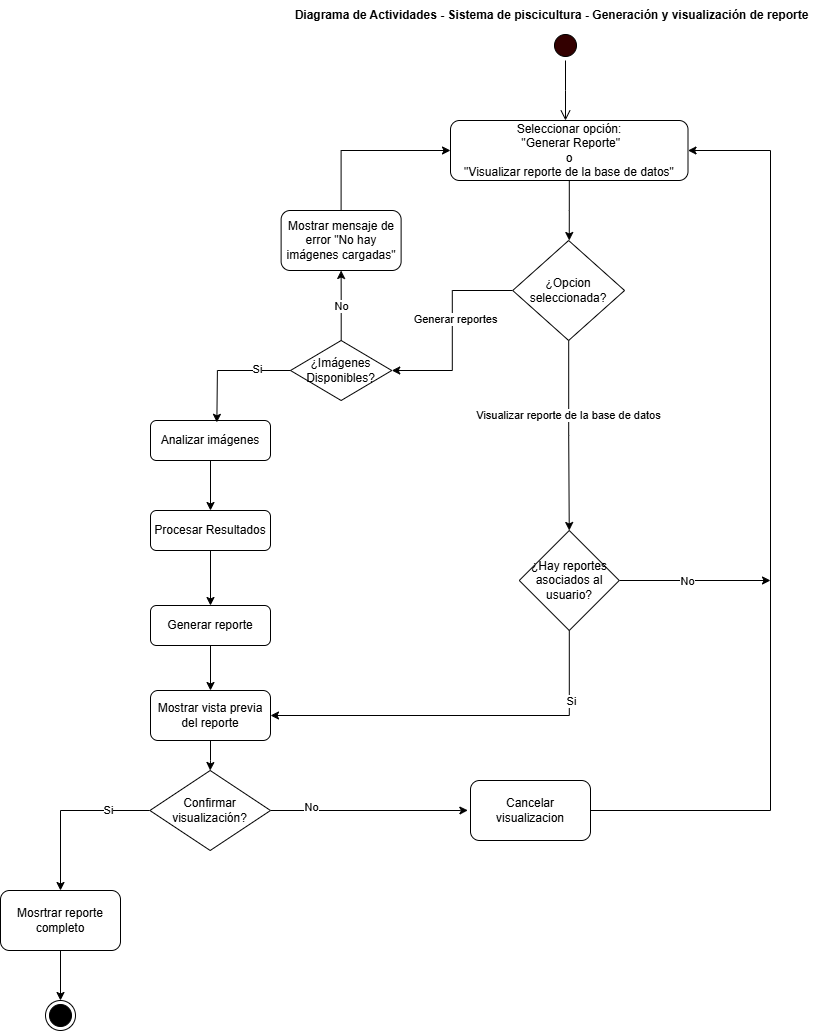 Diagrama de Actividades - Sistema de piscicultura - Generación y visualización de reporte
Seleccionar opción:
"Generar Reporte"
o
"Visualizar reporte de la base de datos"
Mostrar mensaje de
error "No hay
imágenes cargadas"
¿Opcion
seleccionada?
No
Generar reportes
¿Imágenes
Disponibles?
Si
Visualizar reporte de la base de datos
Analizar imágenes
Procesar Resultados
¿Hay reportes
asociados al
usuario?
No
Generar reporte
Si
Mostrar vista previa
del reporte
Confirmar
visualización?
Si
No
Cancelar
visualizacion
Mosrtrar reporte
completo